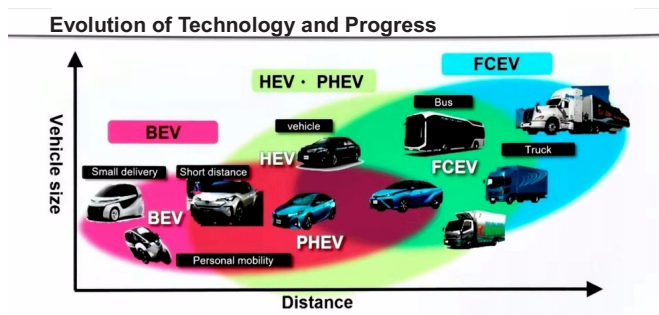 Evolution of Technology and Progress
FCEV
HEV・ PHEV
Bus
BEV
vehicle
HEV
Truck
FCEV
Small delivery
Short distance
BEV
PHEV
Personal mobility
Vehicle size
Distance